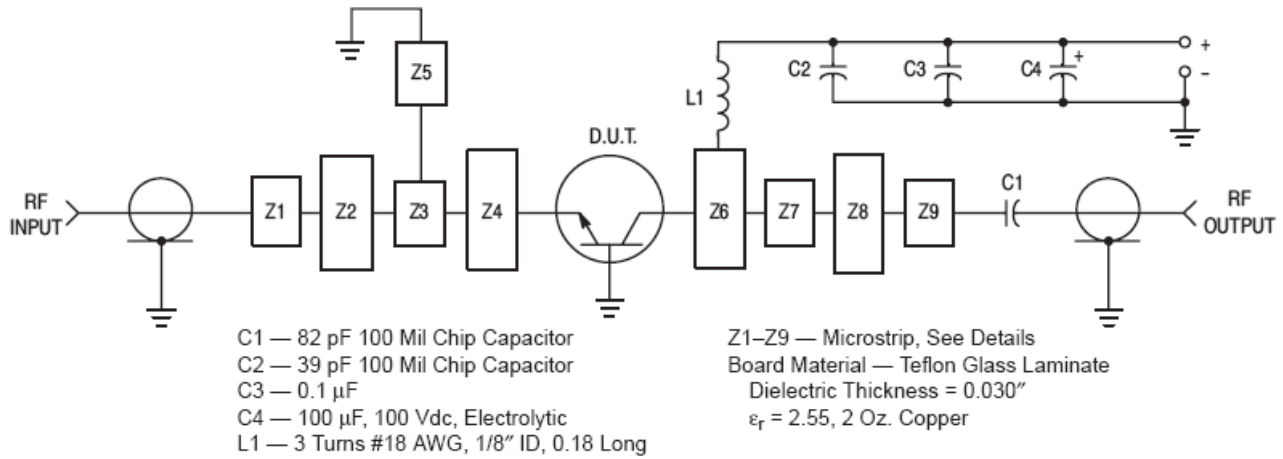 Z5
L1
C2
C3
C4
+
+
–
D.U.T.
RF
INPUT
Z1
Z2
Z3
Z4
Z6
Z7
Z8
Z9
C1
RF
OUTPUT
C1 — 82 pF 100 Mil Chip Capacitor
C2 — 39 pF 100 Mil Chip Capacitor
C3 — 0.1 μF
C4 — 100 μF, 100 Vdc, Electrolytic
L1 — 3 Turns #18 AWG, 1/8″ ID, 0.18 Long
Z1–Z9 — Microstrip, See Details
Board Material — Teflon Glass Laminate
Dielectric Thickness = 0.030″
εr = 2.55, 2 Oz. Copper